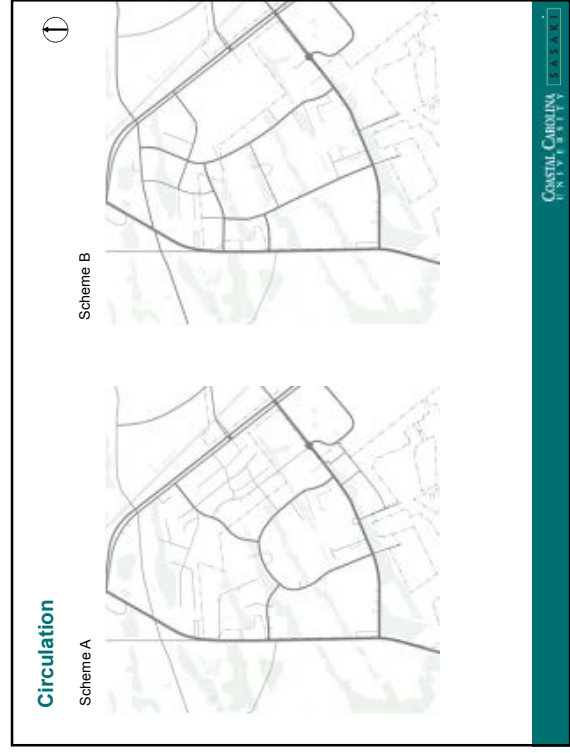 Circulation
Scheme A
Scheme B
COASTAL CAROLINA
UNIVERSITY
SASAKI